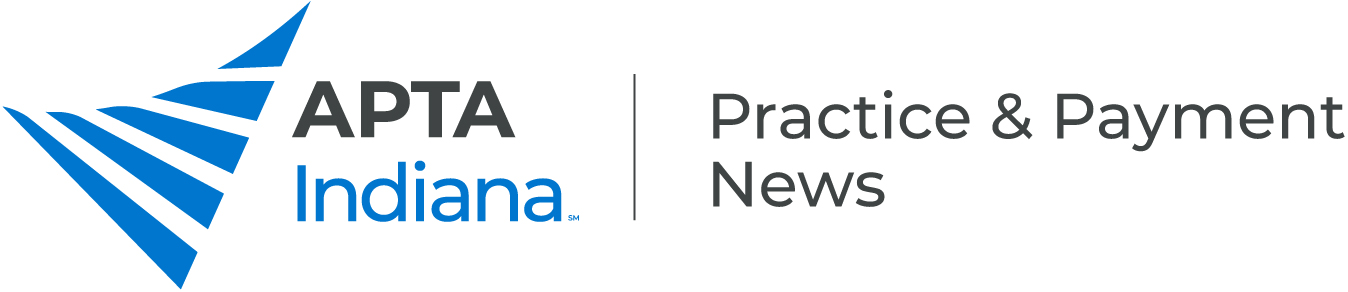 APTA
Indiana℠
Practice & Payment
News